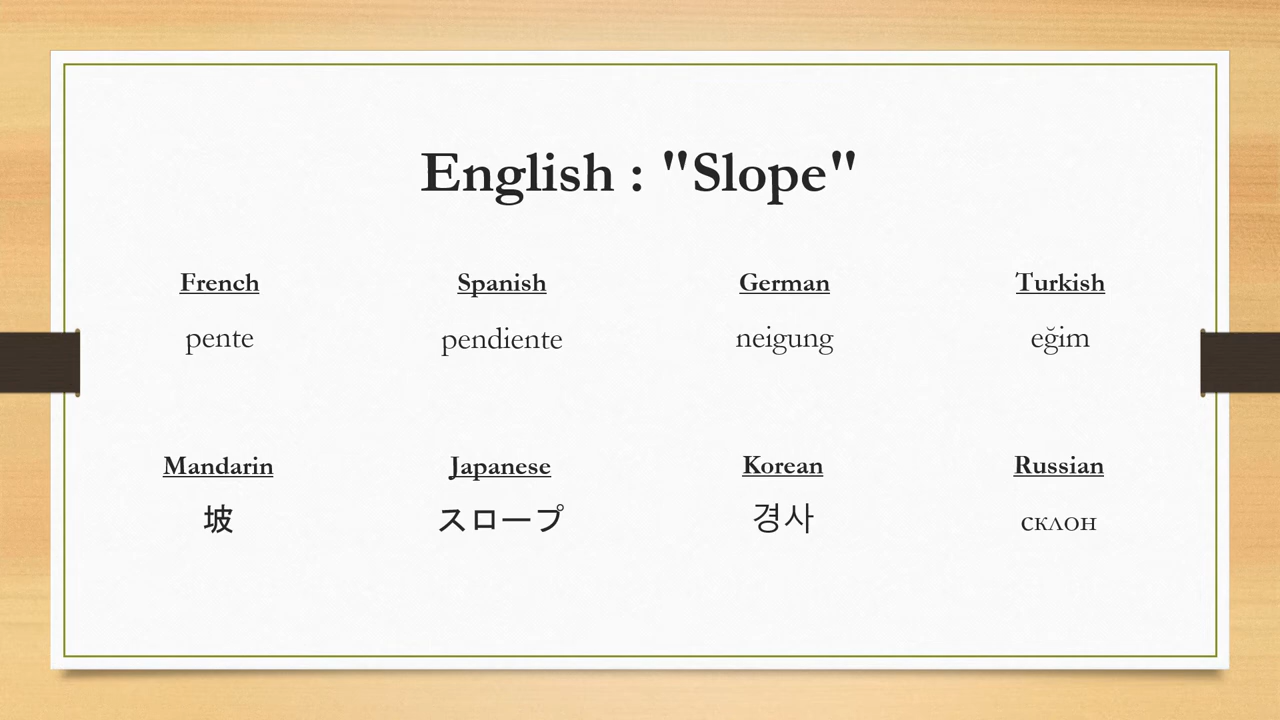 English : "Slope"
French Spanish German Turkish
pente pendiente neigung eğim
Mandarin Japanese Korean Russian
坡 スロープ 경사 склон